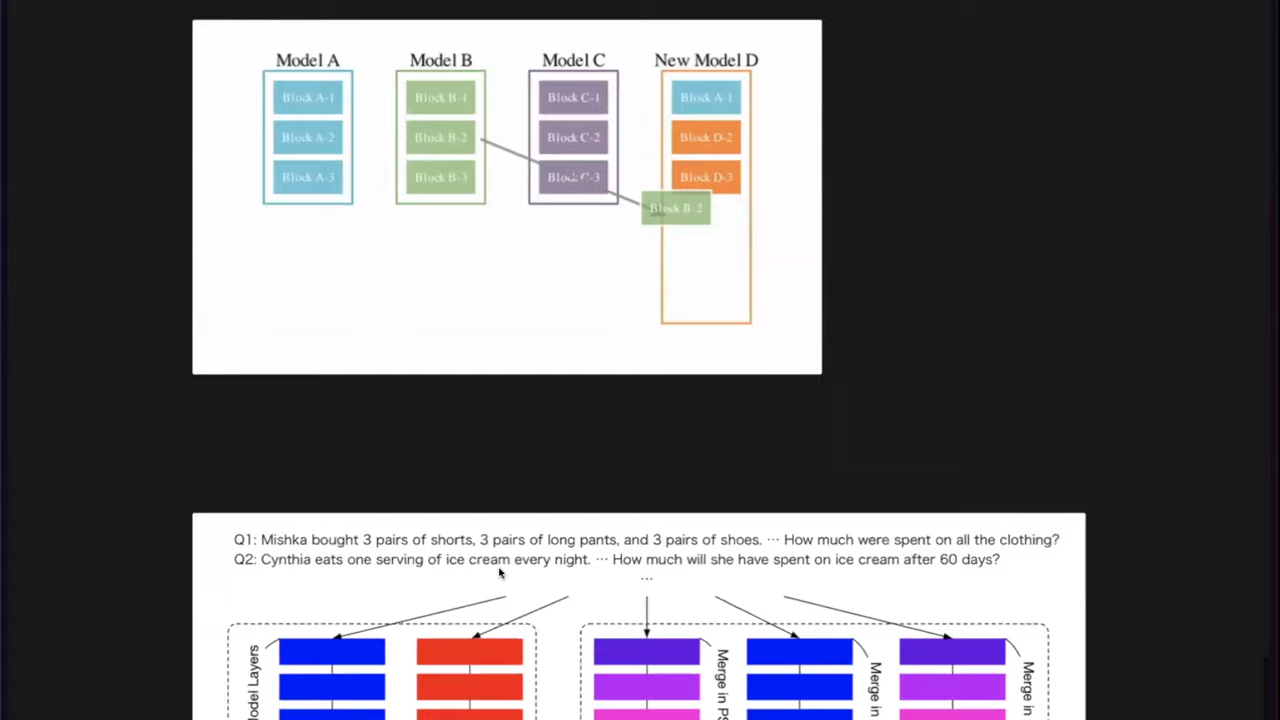 Model A Model B Model C New Model D
Block A-1 Block B-1 Block C-1 Block A-1
Block A-2 Block B-2 Block C-2 Block D-2
Block A-3 Block B-3 Block C-3 Block D-3
Block B-2
Q1: Mishka bought 3 pairs of shorts, 3 pairs of long pants, and 3 pairs of shoes. ··· How much were spent on all the clothing?
Q2: Cynthia eats one serving of ice cream every night. ··· How much will she have spent on ice cream after 60 days?
···
Layers
Merge in PS
Merge in
Merge in